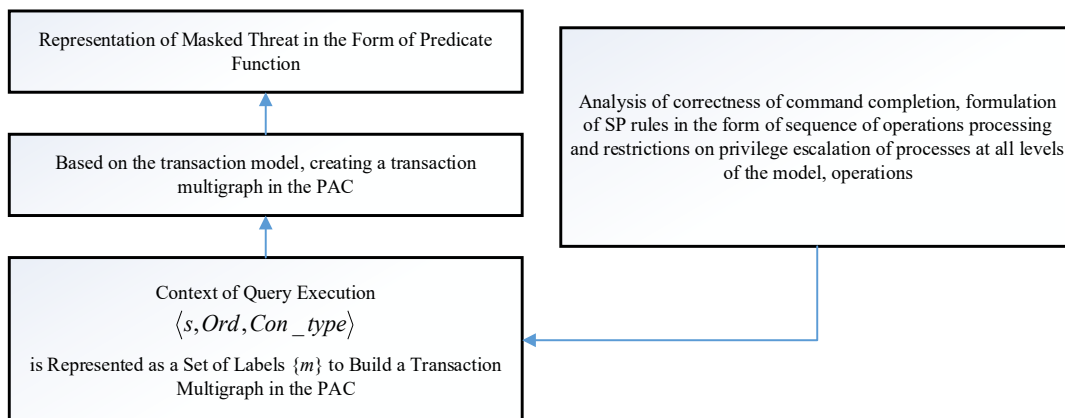 Representation of Masked Threat in the Form of Predicate
Function
Based on the transaction model, creating a transaction
multigraph in the PAC
Context of Query Execution
⟨s, Ord, Con _ type⟩
is Represented as a Set of Labels {m} to Build a Transaction
Multigraph in the PAC
Analysis of correctness of command completion, formulation
of SP rules in the form of sequence of operations processing
and restrictions on privilege escalation of processes at all levels
of the model, operations